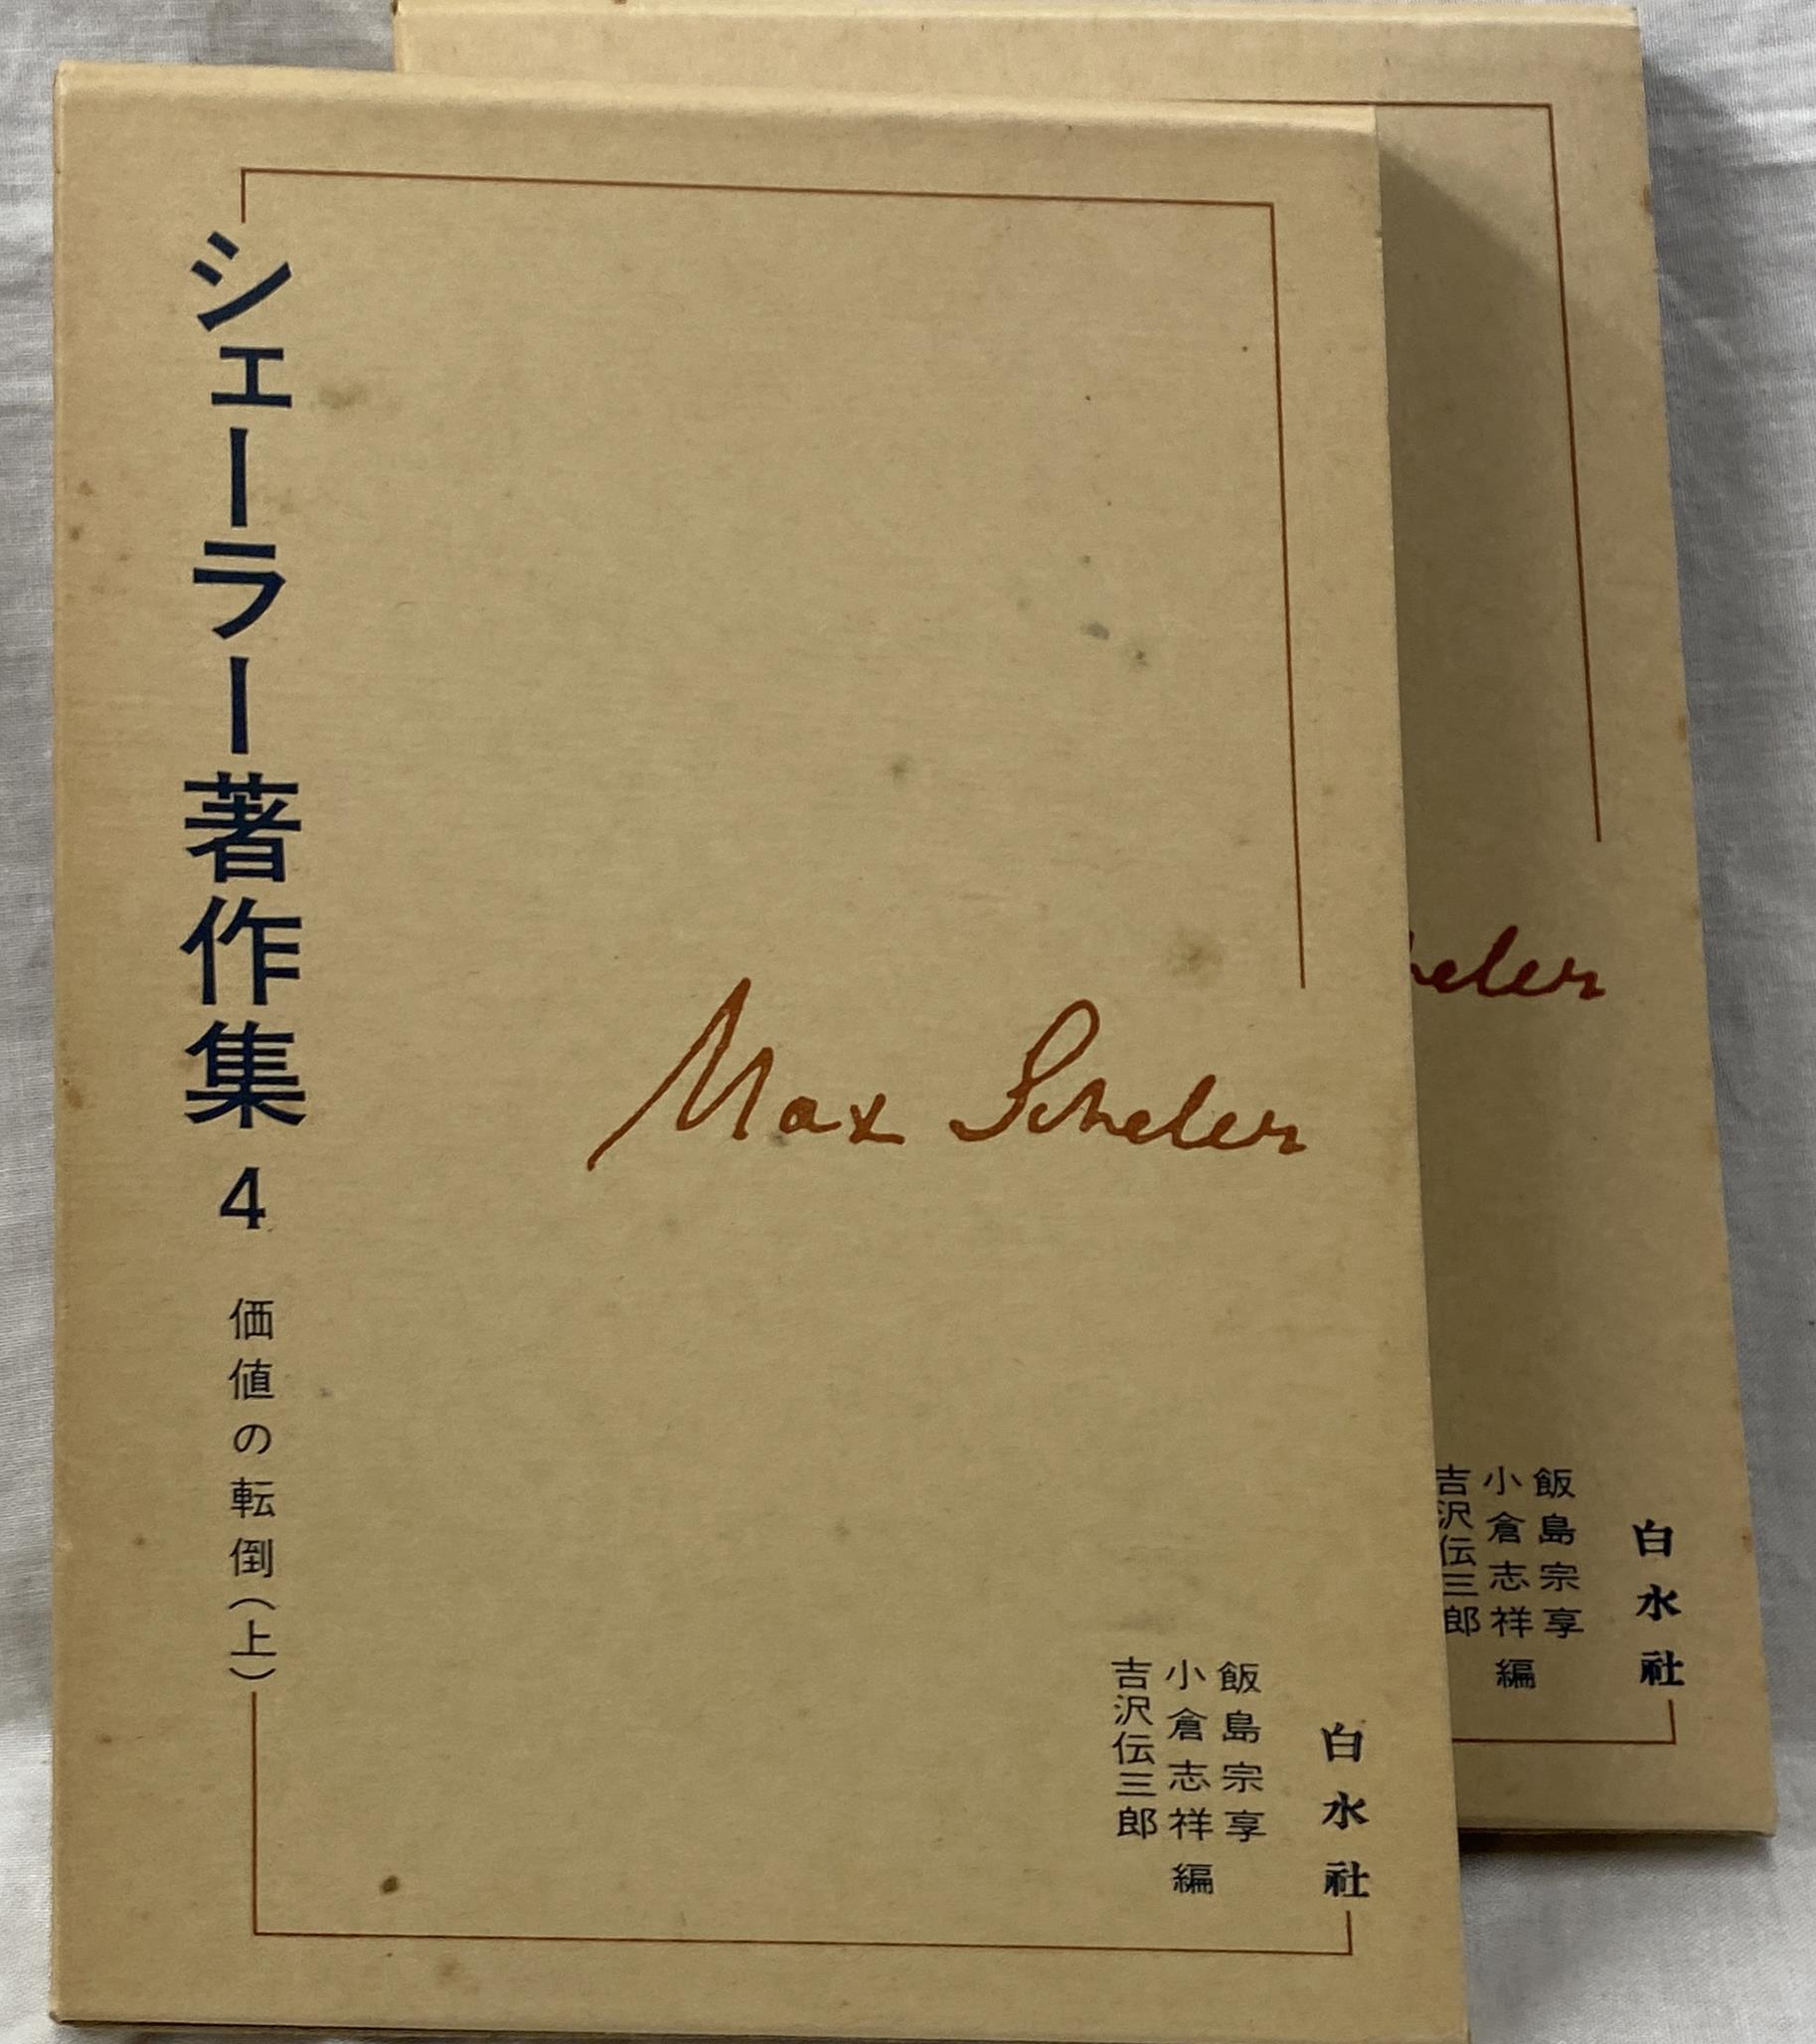 シェーラー著作集 4 価値の転倒(上)
Max Scheler
飯島宗享
小倉志祥 編
吉沢伝三郎
白水社
heler
飯島宗享
小倉志祥 編
吉沢伝三郎
白水社